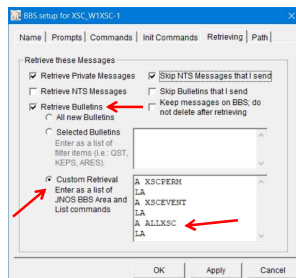 BBS setup for XSC_W1XSC-1
Name Prompts Commands Init Commands Retrieving Path
Retrieve these Messages
Retrieve Private Messages Skip NTS Messages that I send
Retrieve NTS Messages Skip Bulletins that I send
Retrieve Bulletins Keep messages on BBS; do
not delete after retrieving
All new Bulletins
Selected Bulletins
Enter as a list of
filter items (i.e.: QST,
KEPS, ARES).
Custom Retrieval
Enter as a list of
JNOS BBS Area and
List commands
A XSCPERM
LA
A XSCEVENT
LA
A ALLXSC
LA
OK Apply Cancel